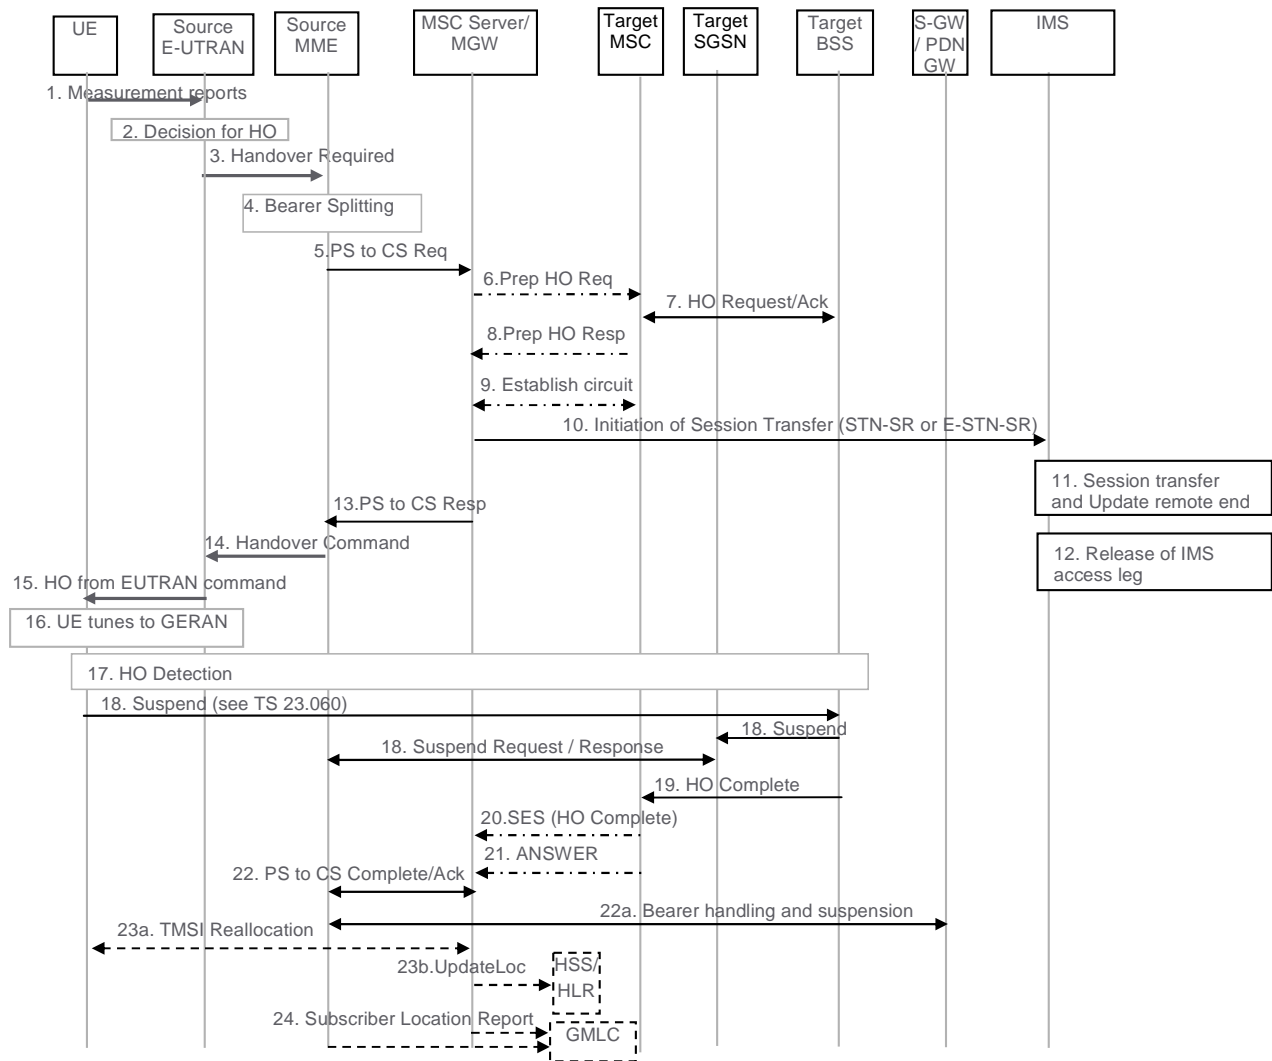 UE
Source
E-UTRAN
Source
MME
MSC Server/
MGW
Target
MSC
Target
SGSN
Target
BSS
S-GW
/ PDN
GW
IMS
1. Measurement reports
2. Decision for HO
3. Handover Required
4. Bearer Splitting
5.PS to CS Req
6.Prep HO Req
7. HO Request/Ack
8.Prep HO Resp
9. Establish circuit
10. Initiation of Session Transfer (STN-SR or E-STN-SR)
11. Session transfer
and Update remote end
13.PS to CS Resp
12. Release of IMS
access leg
14. Handover Command
15. HO from EUTRAN command
16. UE tunes to GERAN
17. HO Detection
18. Suspend (see TS 23.060)
18. Suspend
18. Suspend Request / Response
19. HO Complete
20.SES (HO Complete)
21. ANSWER
22. PS to CS Complete/Ack
22a. Bearer handling and suspension
23a. TMSI Reallocation
23b.UpdateLoc
HSS/
HLR
24. Subscriber Location Report
GMLC